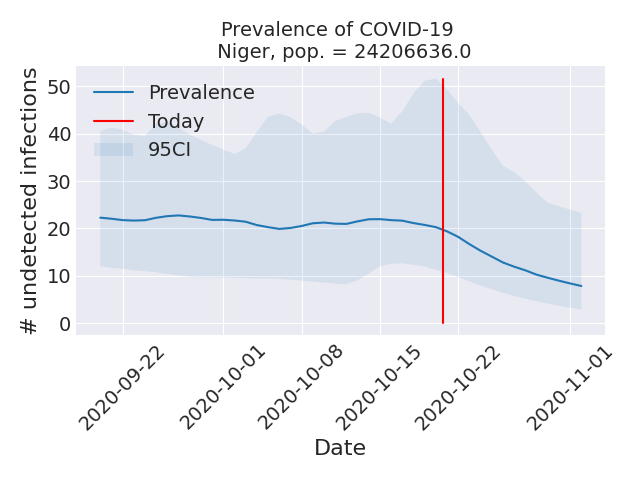 Prevalence of COVID-19
Niger, pop. = 24206636.0
# undetected infections
50
40
30
20
10
0
Prevalence
Today
95CI
2020-09-22
2020-10-01
2020-10-08
2020-10-15
2020-10-22
2020-11-01
Date